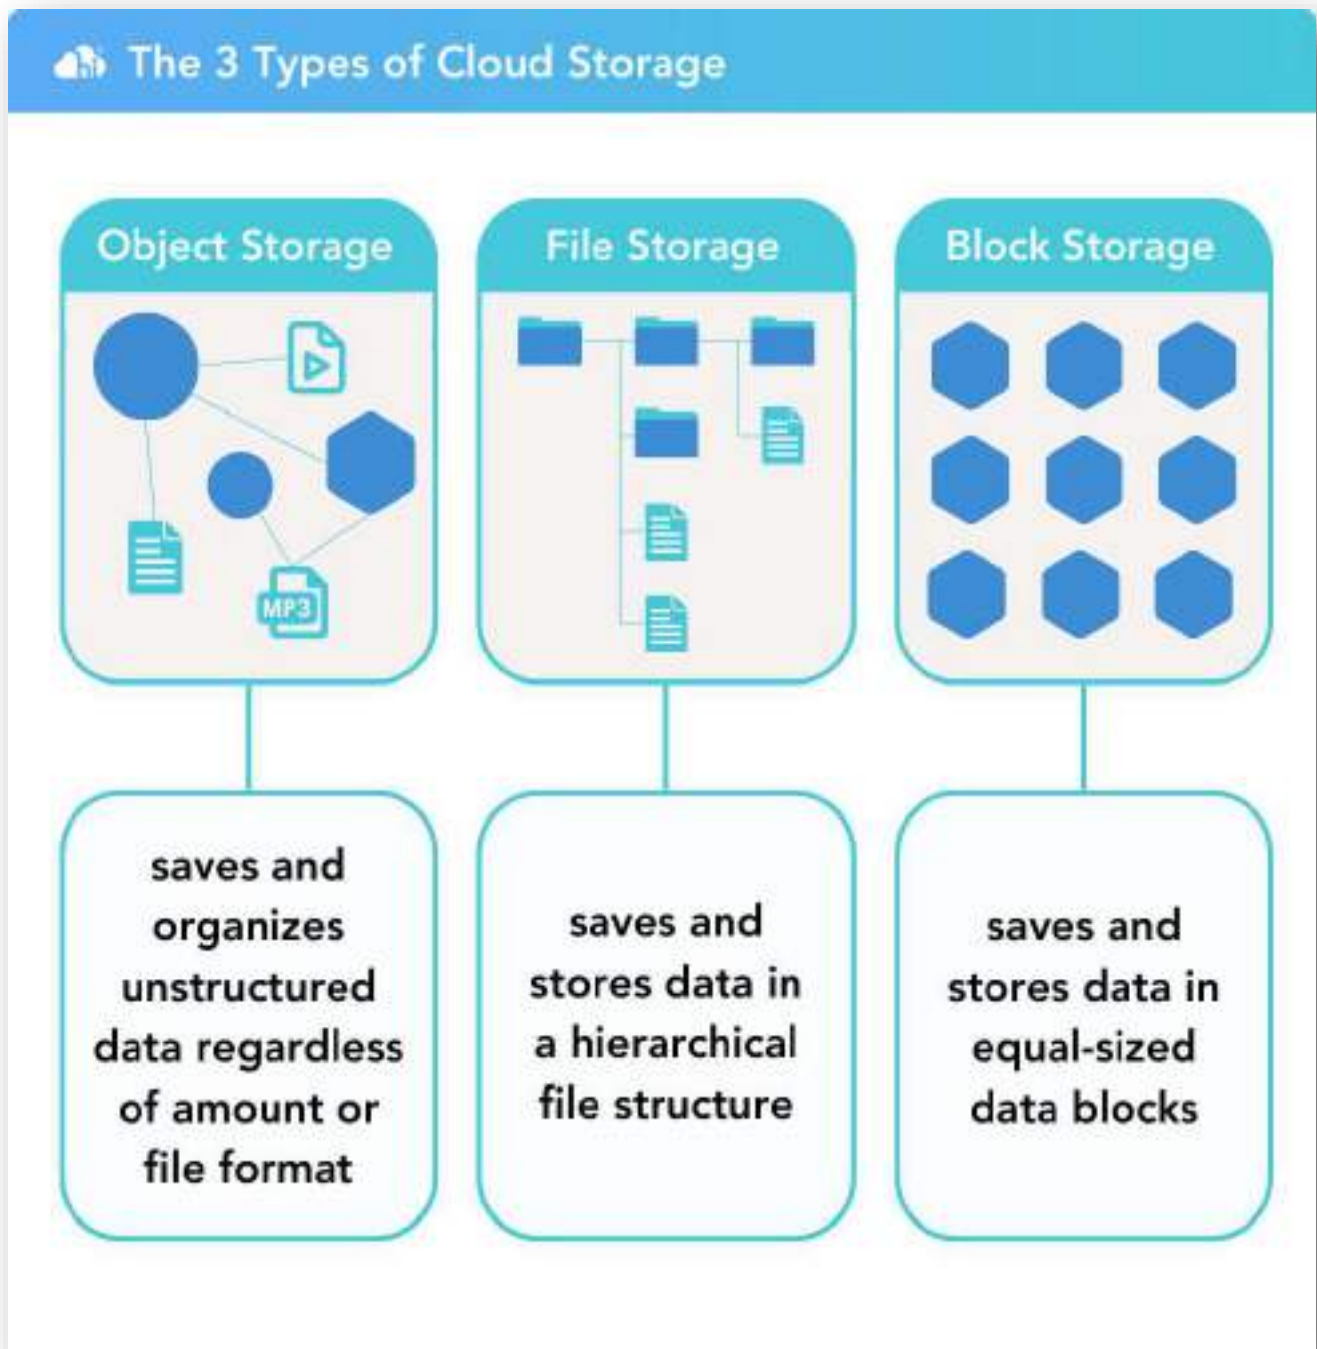 The 3 Types of Cloud Storage
Object Storage
MP3
File Storage
Block Storage
saves and
organizes
unstructured
data regardless
of amount or
file format
saves and
stores data in
a hierarchical
file structure
saves and
stores data in
equal-sized
data blocks